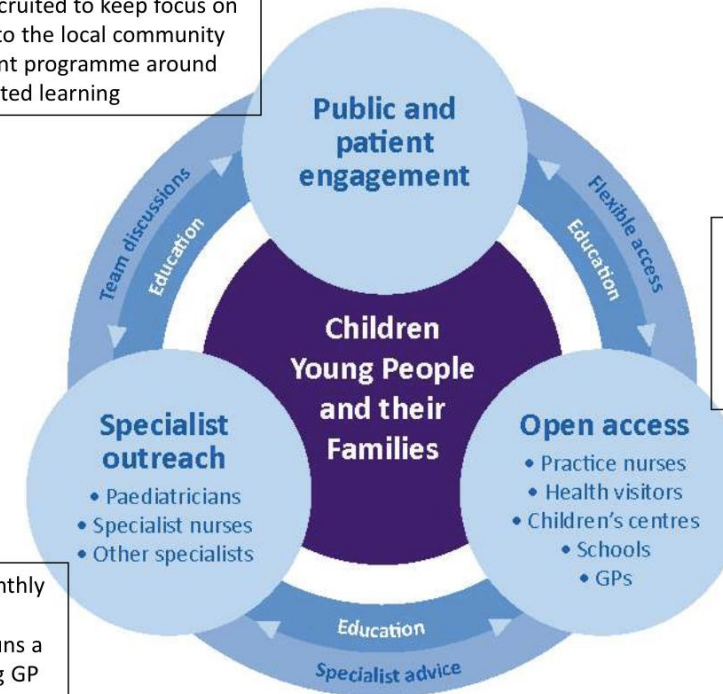 cruited to keep focus on
to the local community
nt programme around
ted learning
Public and
patient
engagement
Team discussions
Education
Flexible access
Education
Children
Young People
and their
Families
Specialist
outreach
• Paediatricians
• Specialist nurses
• Other specialists
Open access
• Practice nurses
• Health visitors
• Children's centres
• Schools
• GPs
nthly
uns a
g GP
Education
Specialist advice